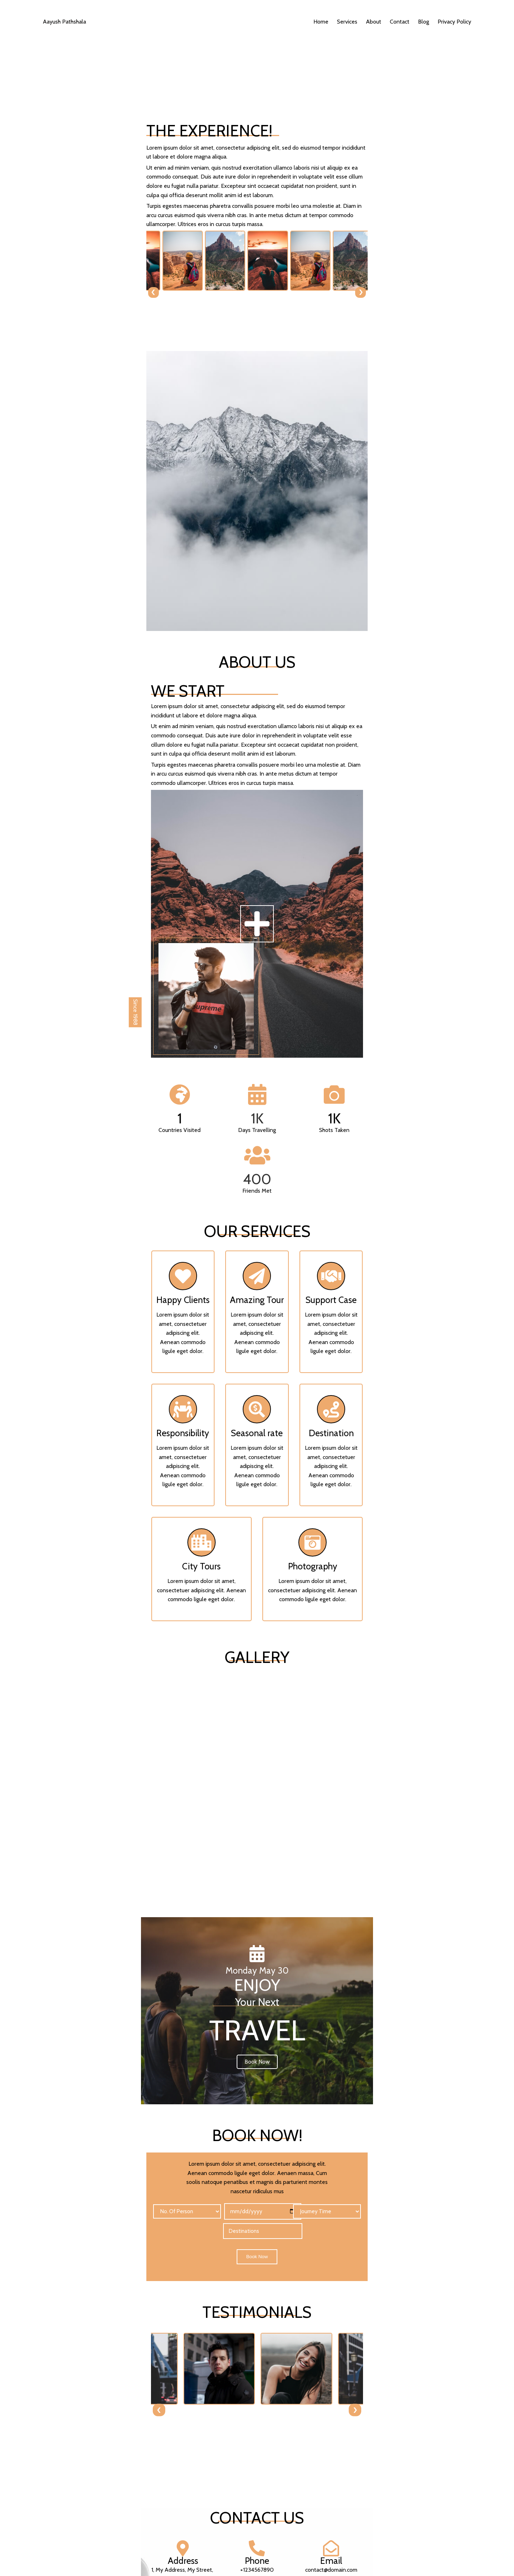 Aayush Pathshala
Home Services About Contact Blog Privacy Policy
THE EXPERIENCE!
Lorem ipsum dolor sit amet, consectetur adipiscing elit, sed do eiusmod tempor incididunt
ut labore et dolore magna aliqua.
Ut enim ad minim veniam, quis nostrud exercitation ullamco laboris nisi ut aliquip ex ea
commodo consequat. Duis aute irure dolor in reprehenderit in voluptate velit esse cillum
dolore eu fugiat nulla pariatur. Excepteur sint occaecat cupidatat non proident, sunt in
culpa qui officia deserunt mollit anim id est laborum.
Turpis egestas maecenas pharetra convallis posuere morbi leo urna molestie at. Diam in
arcu cursus euismod quis viverra nibh cras. In ante metus dictum at tempor commodo
ullamcorper. Ultrices eros in cursus turpis massa.
ABOUT US
WE START
Lorem ipsum dolor sit amet, consectetur adipiscing elit, sed do eiusmod tempor
incididunt ut labore et dolore magna aliqua.
Ut enim ad minim veniam, quis nostrud exercitation ullamco laboris nisi ut aliquip ex ea
commodo consequat. Duis aute irure dolor in reprehenderit in voluptate velit esse
cillum dolore eu fugiat nulla pariatur. Excepteur sint occaecat cupidatat non proident,
sunt in culpa qui officia deserunt mollit anim id est laborum.
Turpis egestas maecenas pharetra convallis posuere morbi leo urna molestie at. Diam
in arcu cursus euismod quis viverra nibh cras. In ante metus dictum at tempor
commodo ullamcorper. Ultrices eros in cursus turpis massa.
Supreme
1 1K 1K
Countries Visited Days Travelling Shots Taken
400
Friends Met
OUR SERVICES
Happy Clients Amazing Tour Support Case
Lorem ipsum dolor sit Lorem ipsum dolor sit Lorem ipsum dolor sit
amet, consectetuer amet, consectetuer amet, consectetuer
adipiscing elit. adipiscing elit. adipiscing elit.
Aenean commodo Aenean commodo Aenean commodo
ligule eget dolor. ligule eget dolor. ligule eget dolor.
Responsibility Seasonal rate Destination
Lorem ipsum dolor sit Lorem ipsum dolor sit Lorem ipsum dolor sit
amet, consectetuer amet, consectetuer amet, consectetuer
adipiscing elit. adipiscing elit. adipiscing elit.
Aenean commodo Aenean commodo Aenean commodo
ligule eget dolor. ligule eget dolor. ligule eget dolor.
City Tours Photography
Lorem ipsum dolor sit amet, Lorem ipsum dolor sit amet,
consectetuer adipiscing elit. Aenean consectetuer adipiscing elit. Aenean
commodo ligule eget dolor. commodo ligule eget dolor.
GALLERY
Monday May 30
ENJOY
Your Next
TRAVEL
Book Now
BOOK NOW!
Lorem ipsum dolor sit amet, consectetuer adipiscing elit.
Aenean commodo ligule eget dolor. Aenaen massa, Cum
soolis natoque penatibus et magnis dis parturient montes
nascetur ridiculus mus
No. Of Person mm/dd/yyyy Journey Time
Destinations
Book Now
TESTIMONIALS
CONTACT US
Address Phone Email
1, My Address, My Street, +1234567890 contact@domain.com